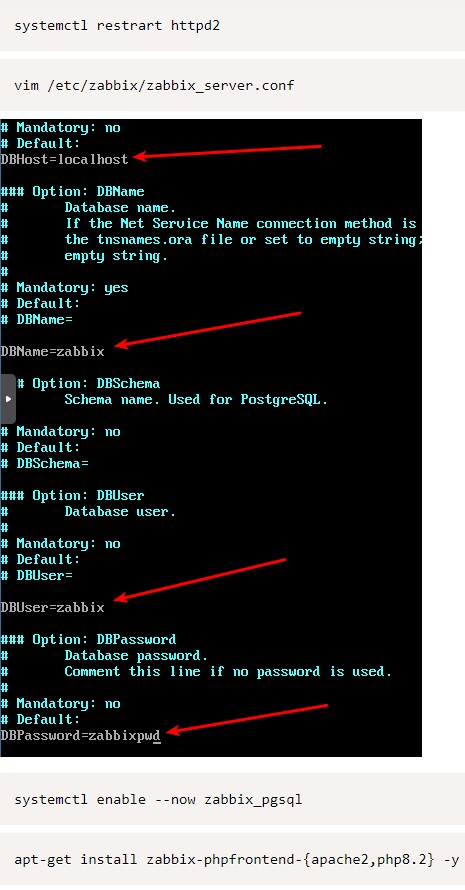 systemctl restrart httpd2
vim /etc/zabbix/zabbix_server.conf
# Mandatory: no
# Default:
DBHost=localhost
### Option: DBName
#       Database name.
#       If the Net Service Name connection method is
#       the tnsnames.ora file or set to empty string;
#       empty string.
#
# Mandatory: yes
# Default:
# DBName=
DBName=zabbix
# Option: DBSchema
Schema name. Used for PostgreSQL.
# Mandatory: no
# Default:
# DBSchema=
### Option: DBUser
#       Database user.
#
# Mandatory: no
# Default:
# DBUser=
DBUser=zabbix
### Option: DBPassword
#       Database password.
#       Comment this line if no password is used.
#
# Mandatory: no
# Default:
DBPassword=zabbixpwd
systemctl enable --now zabbix_pgsql
apt-get install zabbix-phpfrontend-{apache2,php8.2} -y